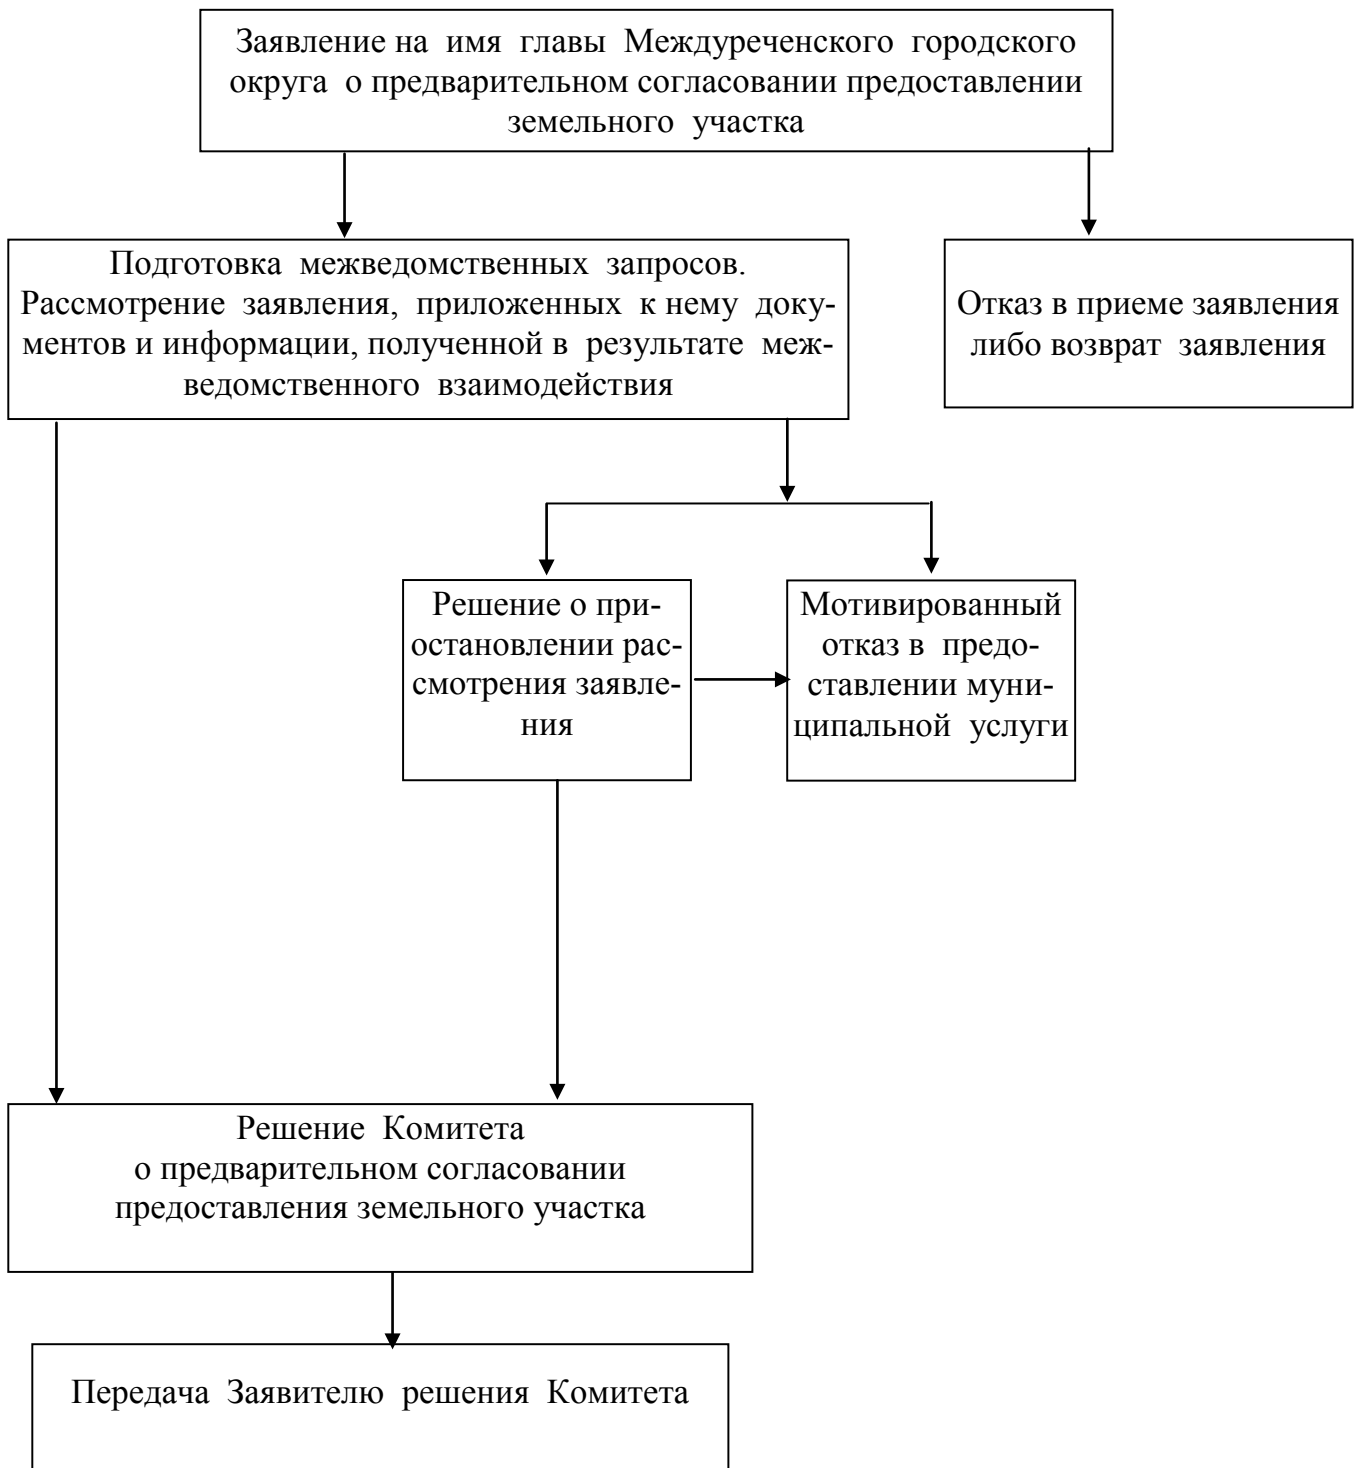 Заявление на имя главы Междуреченского городского
округа о предварительном согласовании предоставлении
земельного участка
Подготовка межведомственных запросов.
Рассмотрение заявления, приложенных к нему доку-
ментов и информации, полученной в результате меж-
ведомственного взаимодействия
Отказ в приеме заявления
либо возврат заявления
Решение о при-
остановлении рас-
смотрения заявле-
ния
Мотивированный
отказ в предо-
ставлении муни-
ципальной услуги
Решение Комитета
о предварительном согласовании
предоставления земельного участка
Передача Заявителю решения Комитета